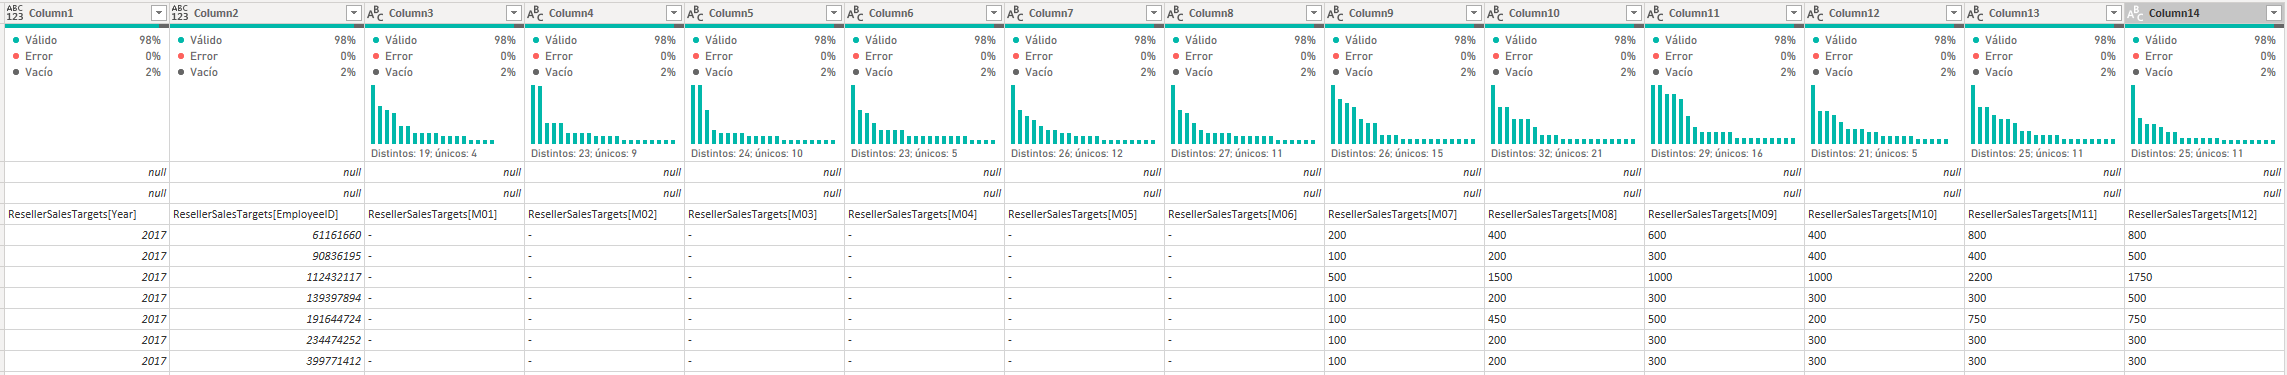 ABC 123 Column1 ABC 123 Column2 ABC Column3 ABC Column4 ABC Column5 ABC Column6 ABC Column7 ABC Column8 ABC Column9 ABC Column10 ABC Column11 ABC Column12 ABC Column13 ABC Column14
Válido 98% Válido 98% Válido 98% Válido 98% Válido 98% Válido 98% Válido 98% Válido 98% Válido 98% Válido 98% Válido 98% Válido 98% Válido 98% Válido 98%
Error 0% Error 0% Error 0% Error 0% Error 0% Error 0% Error 0% Error 0% Error 0% Error 0% Error 0% Error 0% Error 0% Error 0%
Vacío 2% Vacío 2% Vacío 2% Vacío 2% Vacío 2% Vacío 2% Vacío 2% Vacío 2% Vacío 2% Vacío 2% Vacío 2% Vacío 2% Vacío 2% Vacío 2%
Distintos: 19; únicos: 4 Distintos: 23; únicos: 9 Distintos: 24; únicos: 10 Distintos: 23; únicos: 5 Distintos: 26; únicos: 12 Distintos: 27; únicos: 11 Distintos: 26; únicos: 15 Distintos: 32; únicos: 21 Distintos: 29; únicos: 16 Distintos: 21; únicos: 5 Distintos: 25; únicos: 11 Distintos: 25; únicos: 11
null null null null null null null null null null null null null null
null null null null null null null null null null null null null null
ResellerSalesTargets[Year] ResellerSalesTargets[EmployeeID] ResellerSalesTargets[M01] ResellerSalesTargets[M02] ResellerSalesTargets[M03] ResellerSalesTargets[M04] ResellerSalesTargets[M05] ResellerSalesTargets[M06] ResellerSalesTargets[M07] ResellerSalesTargets[M08] ResellerSalesTargets[M09] ResellerSalesTargets[M10] ResellerSalesTargets[M11] ResellerSalesTargets[M12]
2017 61161660 - - - - - - 200 400 600 400 800 800
2017 90836195 - - - - - - 100 200 300 400 400 500
2017 112432117 - - - - - - 500 1500 1000 1000 2200 1750
2017 139397894 - - - - - - 100 200 300 300 300 500
2017 191644724 - - - - - - 100 450 500 200 750 750
2017 234474252 - - - - - - 100 200 300 300 300 300
2017 399771412 - - - - - - 100 200 300 300 300 300